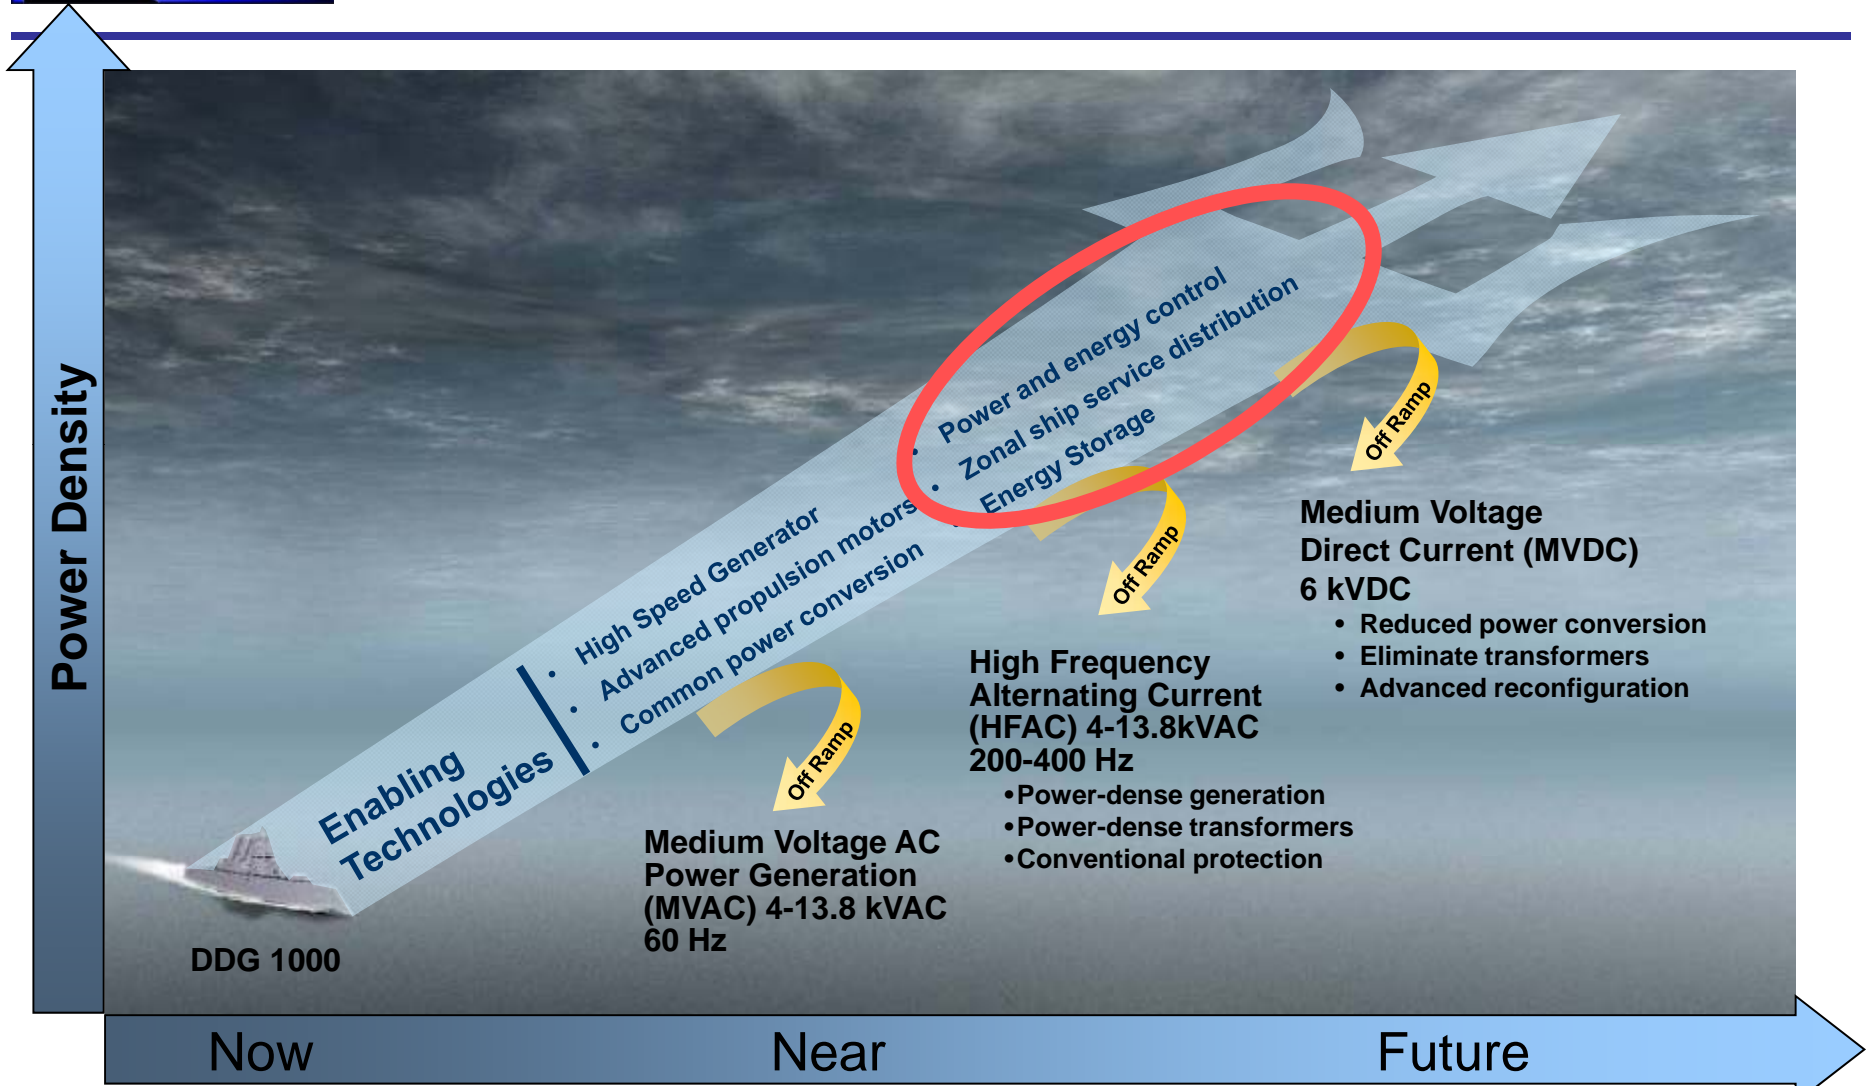 Power Density
• Power and energy control
• Zonal ship service distribution
• Energy Storage
• High Speed Generator
• Advanced propulsion motors
• Common power conversion
Enabling
Technologies
Off Ramp
Off Ramp
Off Ramp
Medium Voltage
Direct Current (MVDC)
6 kVDC
• Reduced power conversion
• Eliminate transformers
• Advanced reconfiguration
High Frequency
Alternating Current
(HFAC) 4-13.8kVAC
200-400 Hz
•Power-dense generation
•Power-dense transformers
•Conventional protection
Medium Voltage AC
Power Generation
(MVAC) 4-13.8 kVAC
60 Hz
DDG 1000
Now
Near
Future